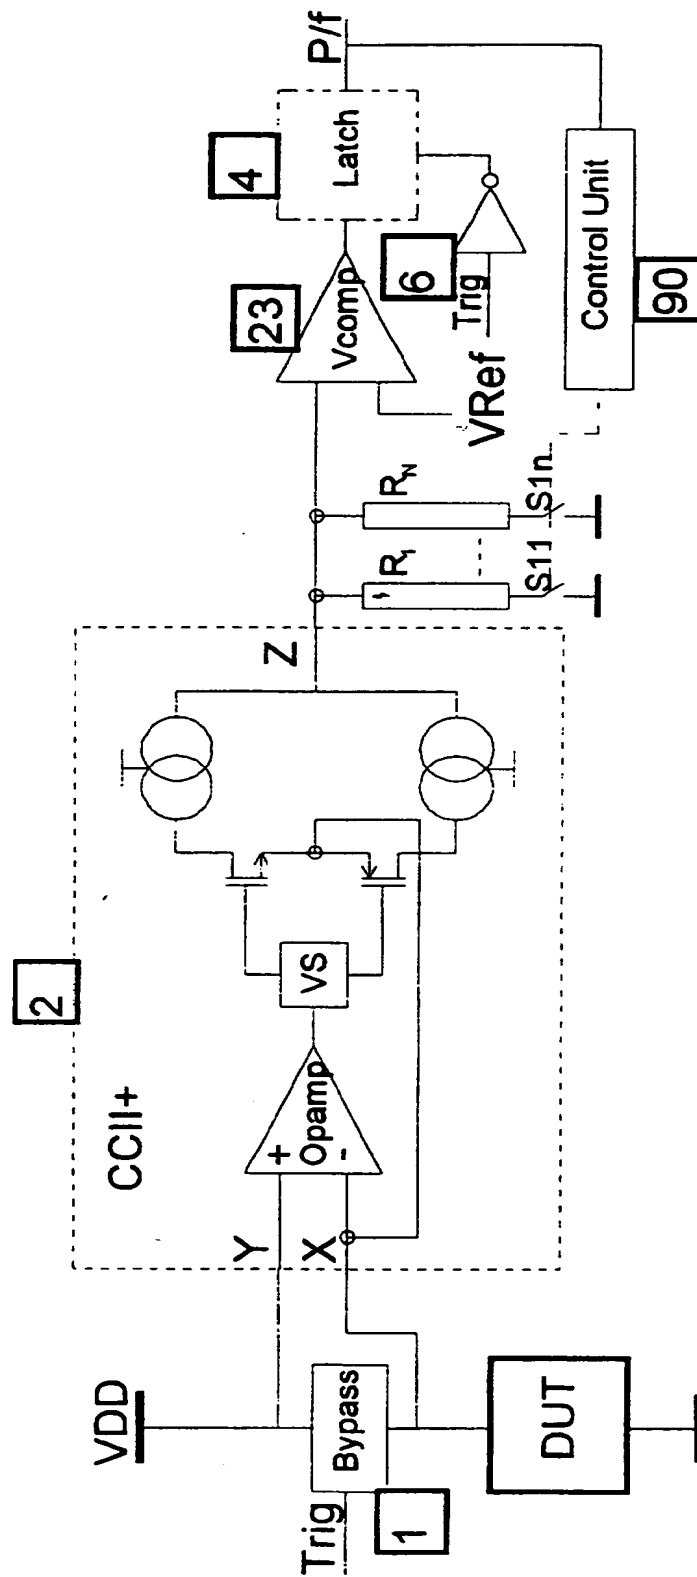 VDD
Trig
Bypass
1
DUT
2
CCII+
Y
X
+
-
Opamp
VS
Z
R1
RN
S11
S1n
23
Vcomp
VRef
4
Latch
6
Trig
P/f
Control Unit
90